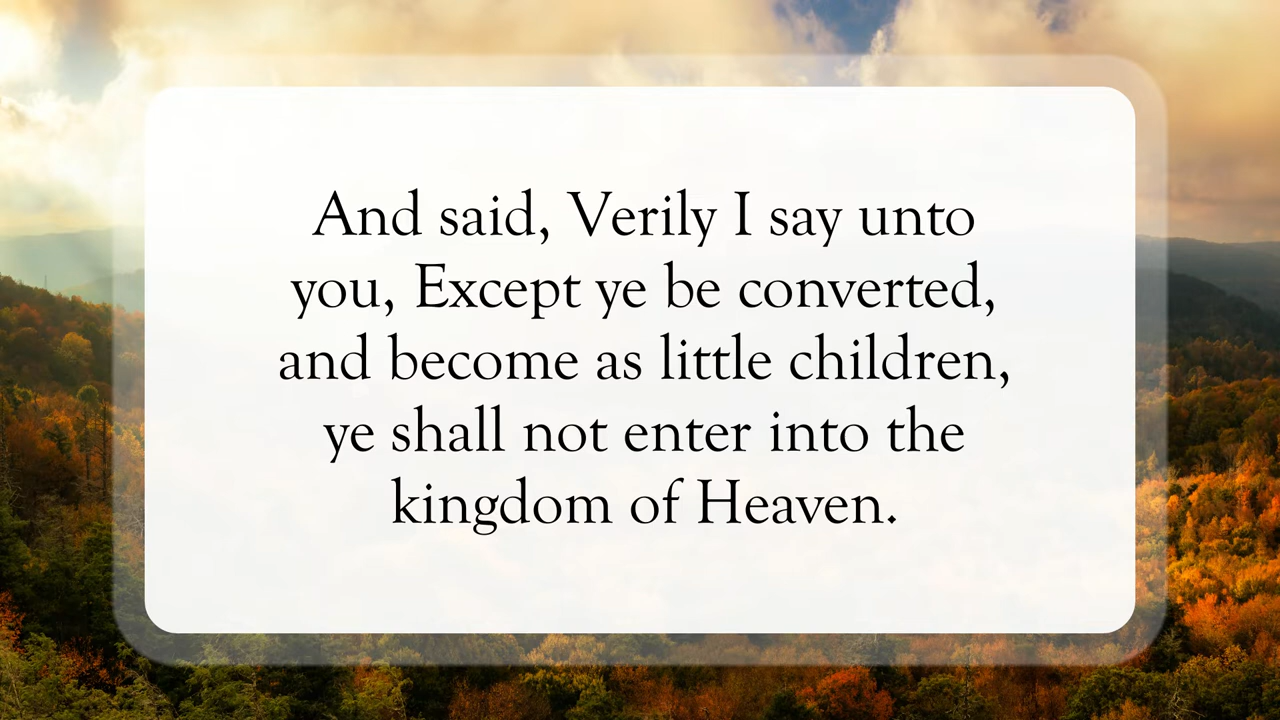 And said, Verily I say unto
you, Except ye be converted,
and become as little children,
ye shall not enter into the
kingdom of Heaven.